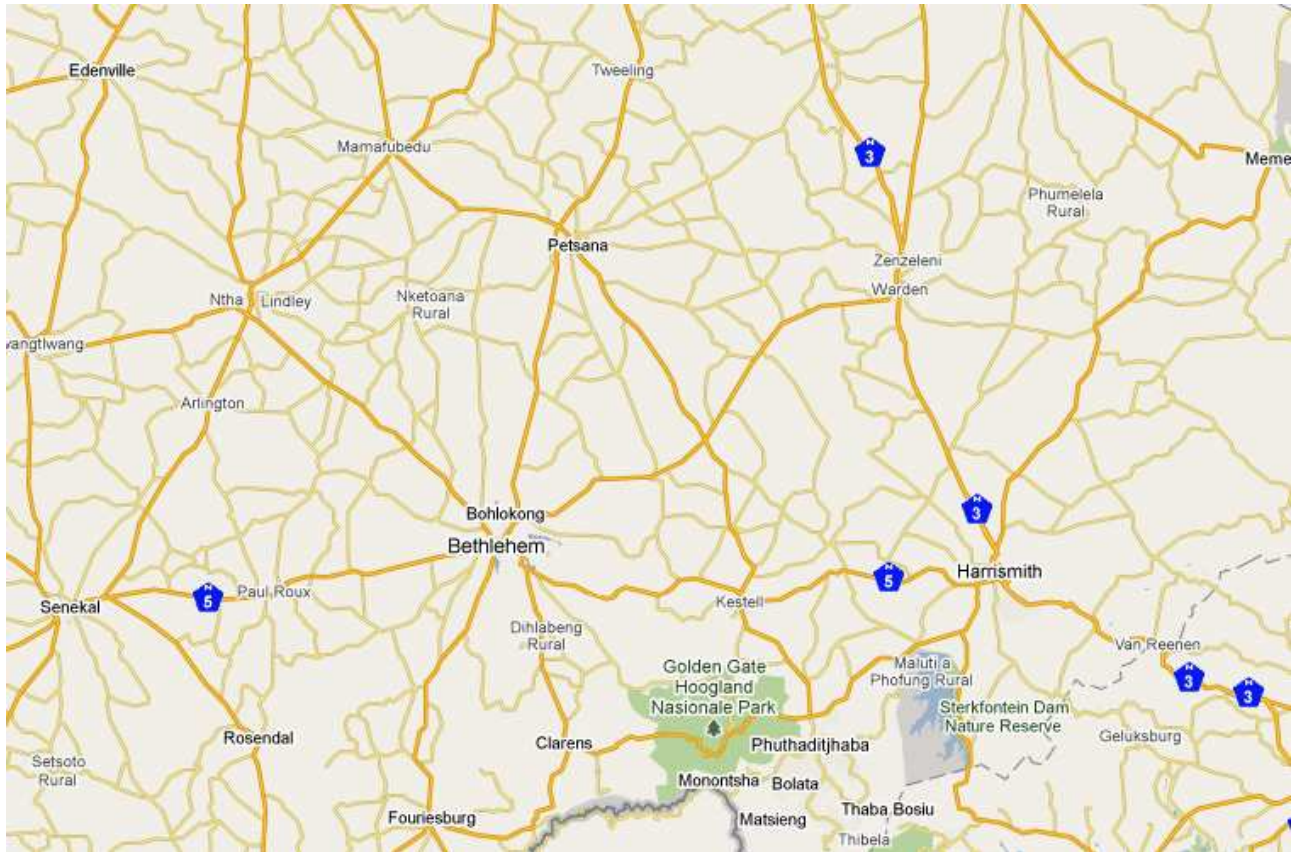 Edenville
Tweeling
N
3
Mamafubedu
Meme
Phumelela
Rural
Petsana
Zenzeleni
Ntha
Lindley
Nketoana
Rural
Warden
wangtlwang
Arlington
Bohlokong
N
3
Bethlehem
Harrismith
N
5
N
5
Paul Roux
Senekal
Kestell
Dihlabeng
Rural
Van Reenen
Golden Gate
Hoogland
Nasionale Park
Maluti a
Phofung Rural
N
3
N
3
Sterkfontein Dam
Nature Reserve
Rosendal
Clarens
Phuthaditjhaba
Geluksburg
Setsoto
Rural
Monontsha
Bolata
Fouriesburg
Matsieng
Thaba Bosiu
Thibela